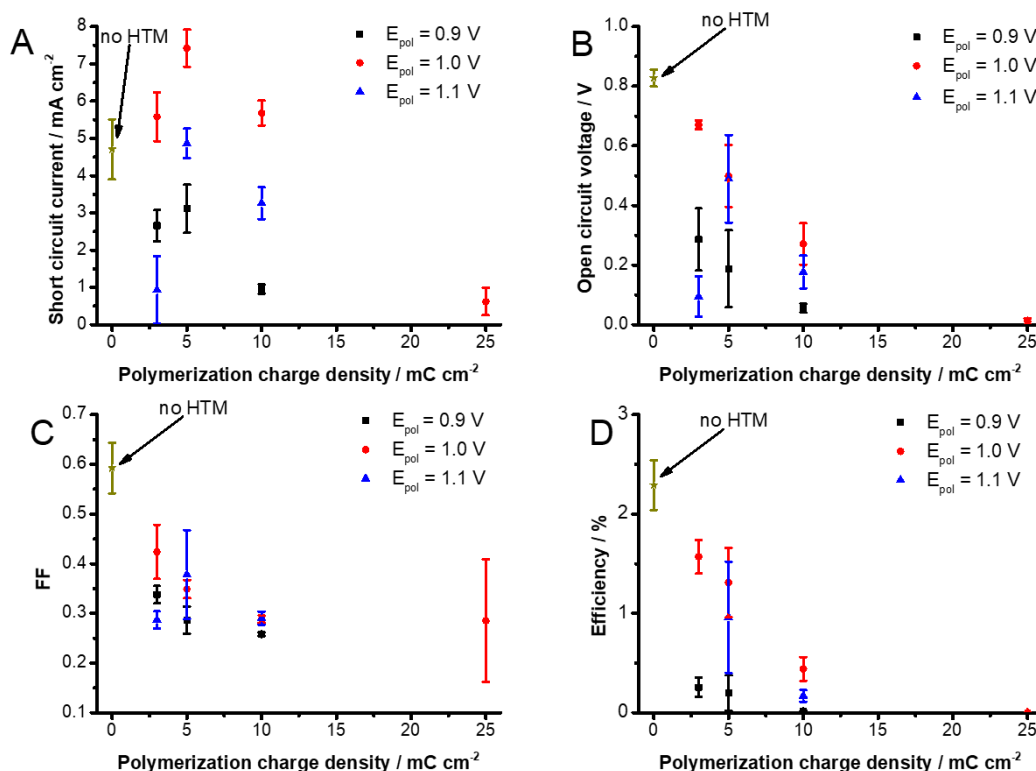 A
no HTM
E_pol = 0.9 V
E_pol = 1.0 V
E_pol = 1.1 V
Short circuit current / mA cm⁻²
8
7
6
5
4
3
2
1
0
0 5 10 15 20 25
Polymerization charge density / mC cm⁻²
B
no HTM
E_pol = 0.9 V
E_pol = 1.0 V
E_pol = 1.1 V
Open circuit voltage / V
1.0
0.8
0.6
0.4
0.2
0.0
0 5 10 15 20 25
Polymerization charge density / mC cm⁻²
C
no HTM
E_pol = 0.9 V
E_pol = 1.0 V
E_pol = 1.1 V
FF
0.7
0.6
0.5
0.4
0.3
0.2
0.1
0 5 10 15 20 25
Polymerization charge density / mC cm⁻²
D
no HTM
E_pol = 0.9 V
E_pol = 1.0 V
E_pol = 1.1 V
Efficiency / %
3
2
1
0
0 5 10 15 20 25
Polymerization charge density / mC cm⁻²